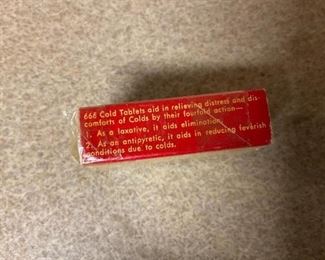 666 Cold Tablets aid in relieving distress and dis-
comforts of Colds by their fourfold action—
1. As a laxative, it aids elimination.
2. As an antipyretic, it aids in reducing feverish
conditions due to colds.